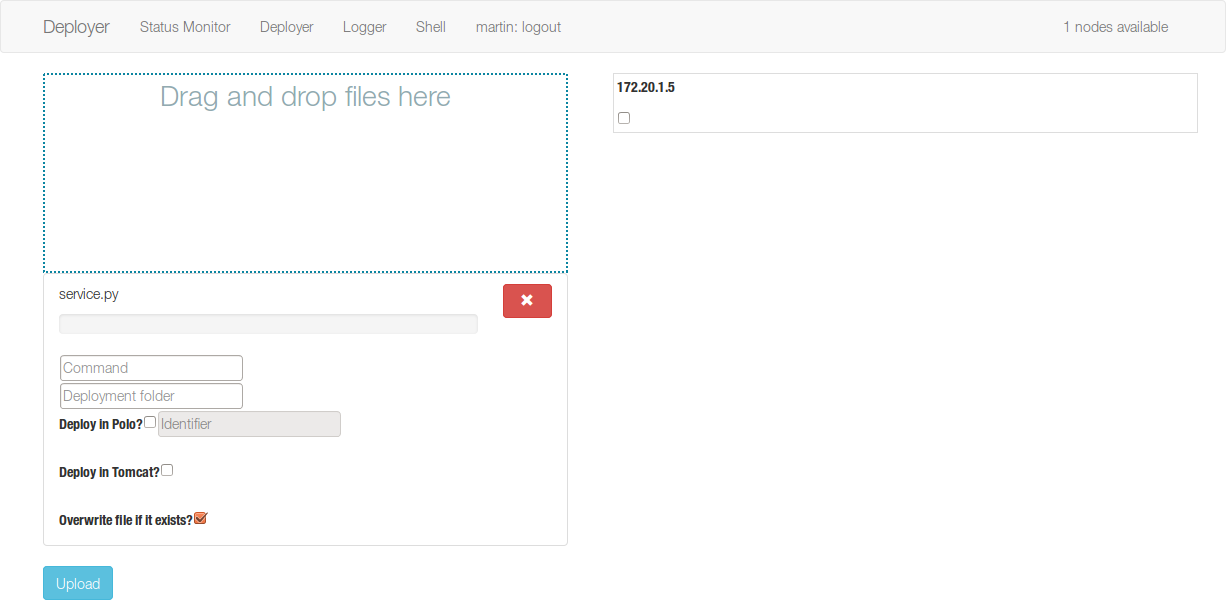 Deployer Status Monitor Deployer Logger Shell martin: logout 1 nodes available
Drag and drop files here
172.20.1.5
service.py
Command
Deployment folder
Deploy in Polo? Identifier
Deploy in Tomcat?
Overwrite file if it exists?
Upload